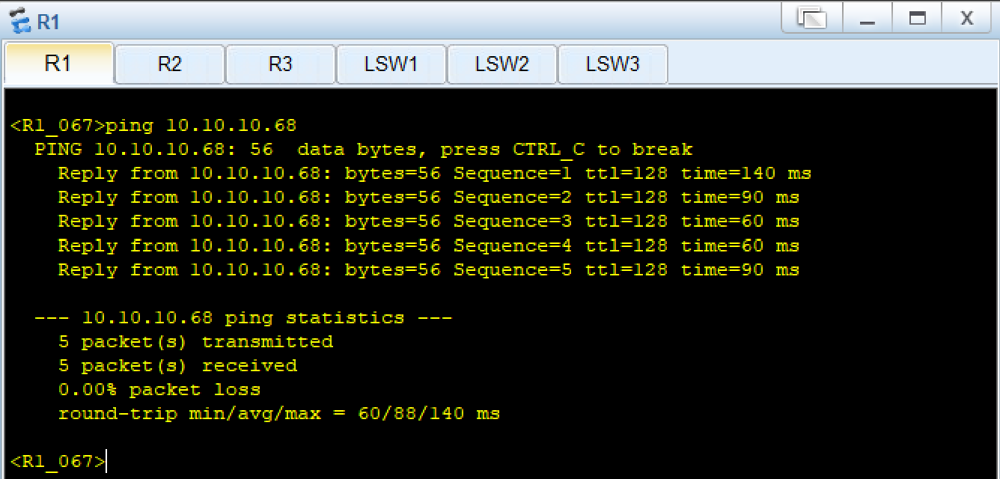 R1
X
R1 R2 R3 LSW1 LSW2 LSW3
<R1_067>ping 10.10.10.68
  PING 10.10.10.68: 56  data bytes, press CTRL_C to break
    Reply from 10.10.10.68: bytes=56 Sequence=1 ttl=128 time=140 ms
    Reply from 10.10.10.68: bytes=56 Sequence=2 ttl=128 time=90 ms
    Reply from 10.10.10.68: bytes=56 Sequence=3 ttl=128 time=60 ms
    Reply from 10.10.10.68: bytes=56 Sequence=4 ttl=128 time=60 ms
    Reply from 10.10.10.68: bytes=56 Sequence=5 ttl=128 time=90 ms
  --- 10.10.10.68 ping statistics ---
    5 packet(s) transmitted
    5 packet(s) received
    0.00% packet loss
    round-trip min/avg/max = 60/88/140 ms
<R1_067>